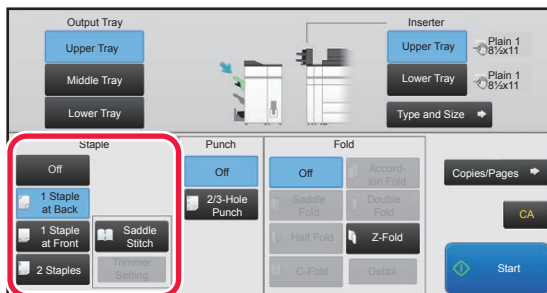 Output Tray
Inserter
Upper Tray
Upper Tray
Plain 1
8½x11
Middle Tray
Lower Tray
Plain 1
8½x11
Lower Tray
Type and Size
Staple
Punch
Fold
Off
Off
Off
Accord-
ion Fold
Copies/Pages
1 Staple
at Back
2/3-Hole
Punch
Saddle
Fold
Double
Fold
CA
1 Staple
at Front
Saddle
Stitch
Half Fold
Z-Fold
2 Staples
Trimmer
Setting
C-Fold
Detail
Start